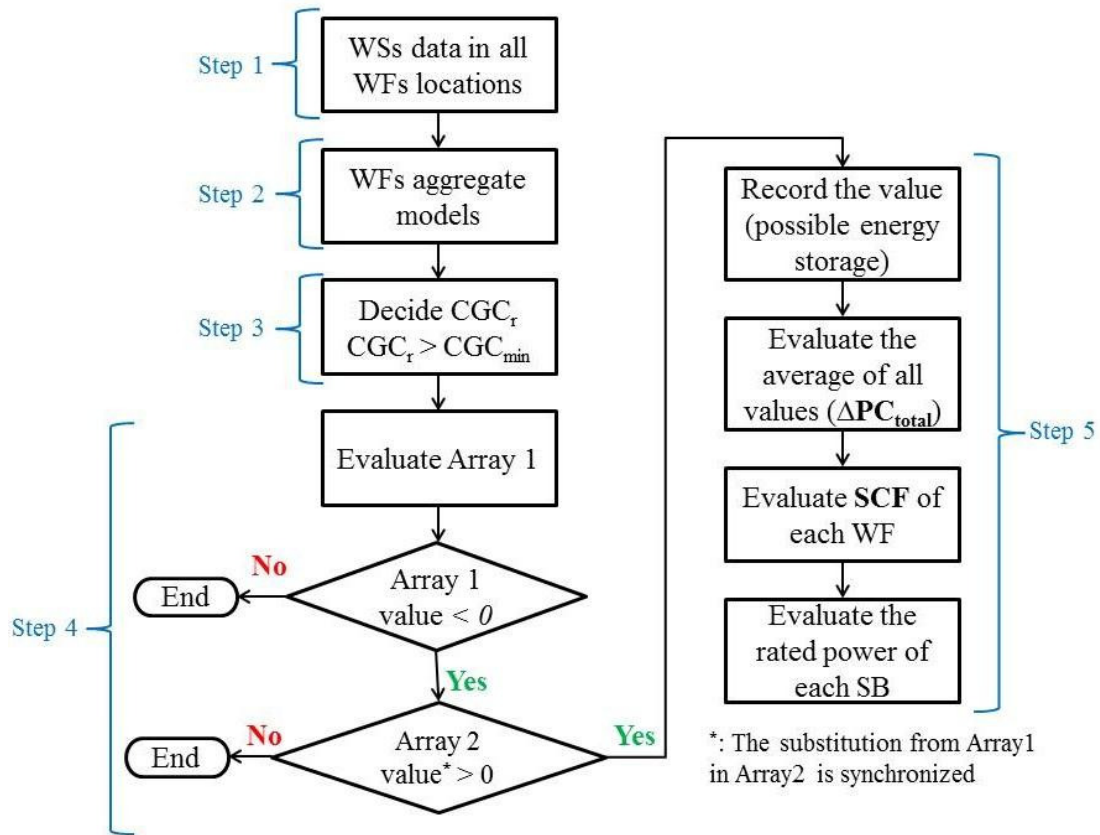 Step 1
WSs data in all
WFs locations
Step 2
WFs aggregate
models
Step 3
Decide CGCr
CGCr > CGCmin
Step 4
Evaluate Array 1
Array 1
value < 0
No
End
Yes
Array 2
value* > 0
No
End
Yes
Record the value
(possible energy
storage)
Evaluate the
average of all
values (ΔPCtotal)
Evaluate SCF of
each WF
Evaluate the
rated power of
each SB
Step 5
*: The substitution from Array1
in Array2 is synchronized